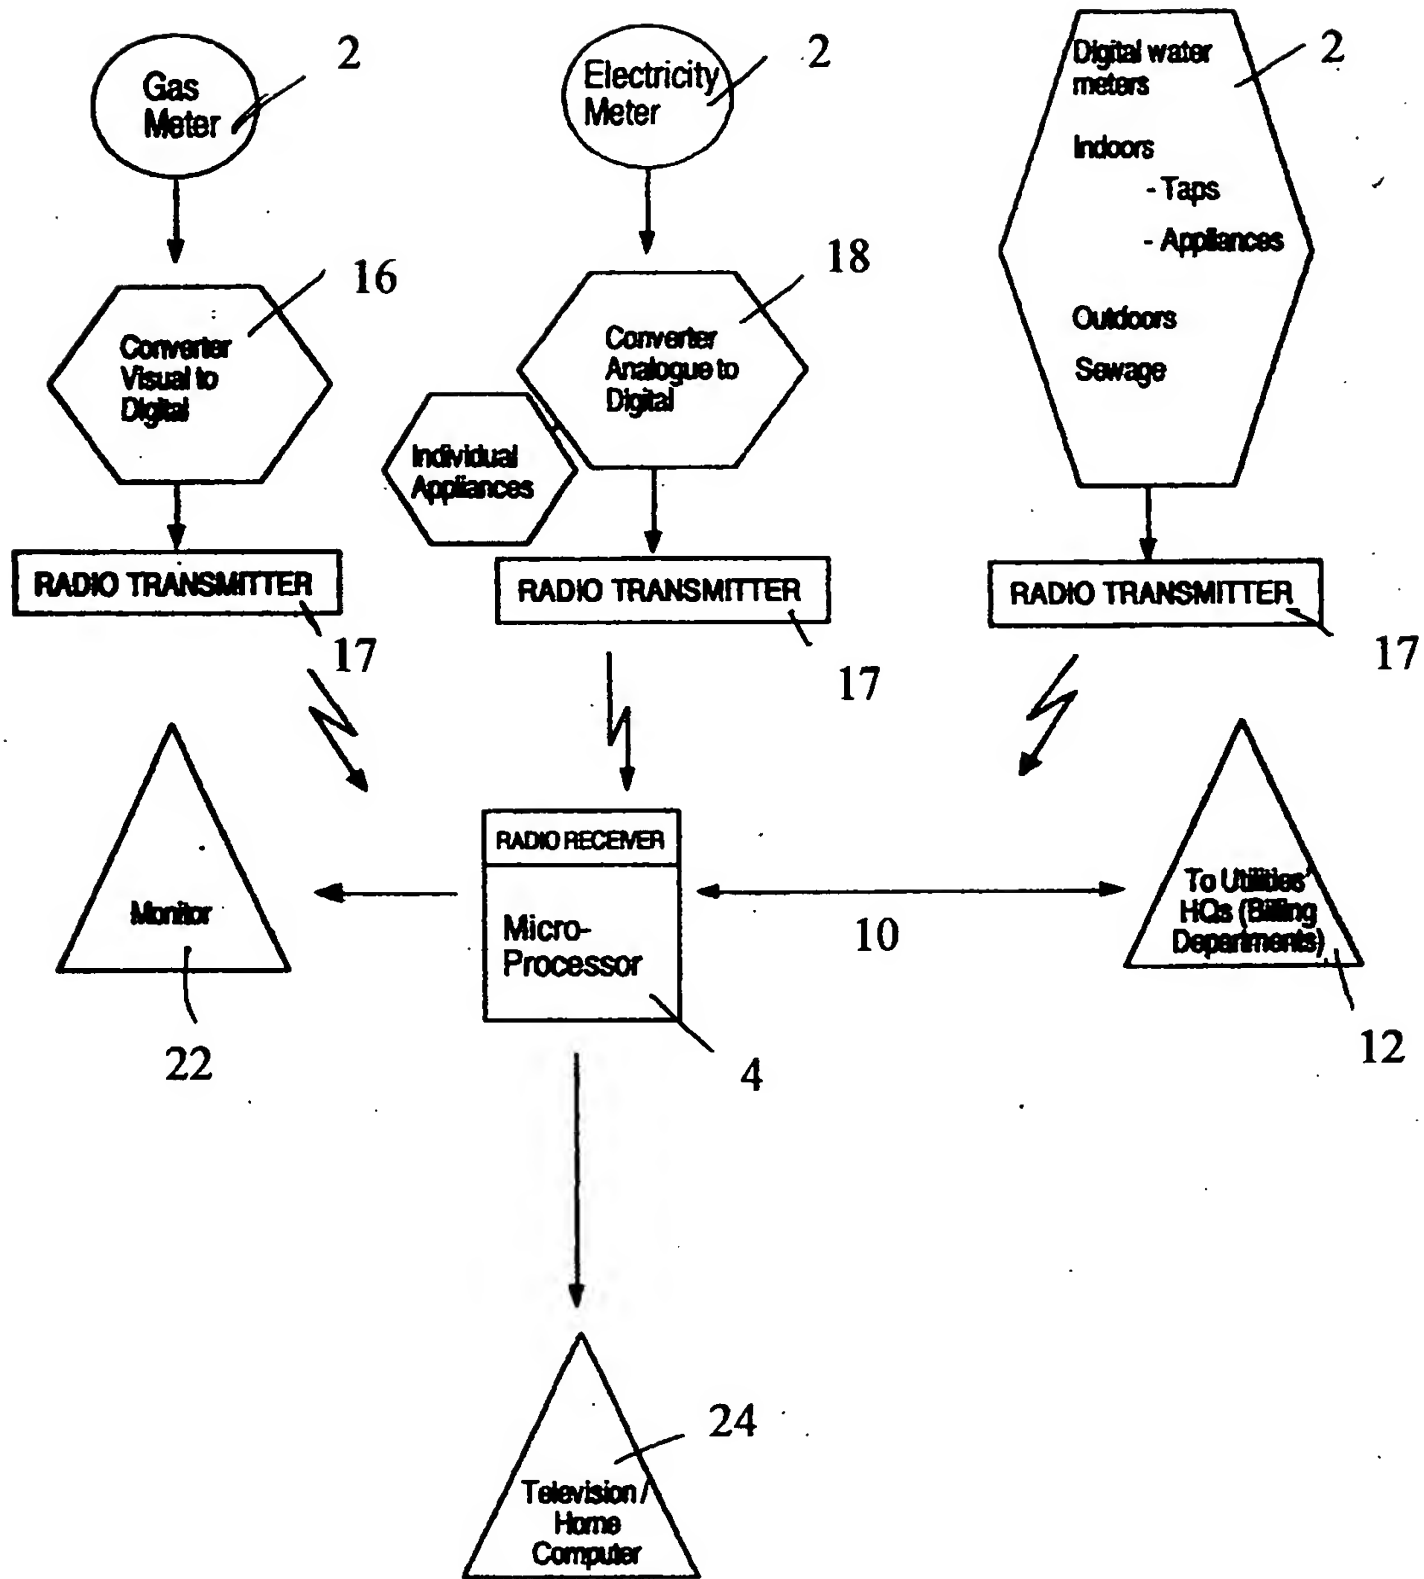 Gas
Meter
2
Electricity
Meter
2
Digital water
meters
Indoors
- Taps
- Appliances
Outdoors
Sewage
2
16
Converter
Visual to
Digital
18
Converter
Analogue to
Digital
Individual
Appliances
RADIO TRANSMITTER
17
RADIO TRANSMITTER
17
RADIO TRANSMITTER
17
Monitor
22
RADIO RECEIVER
Micro-
Processor
4
10
To Utilities'
HQs (Billing
Departments)
12
24
Television /
Home
Computer